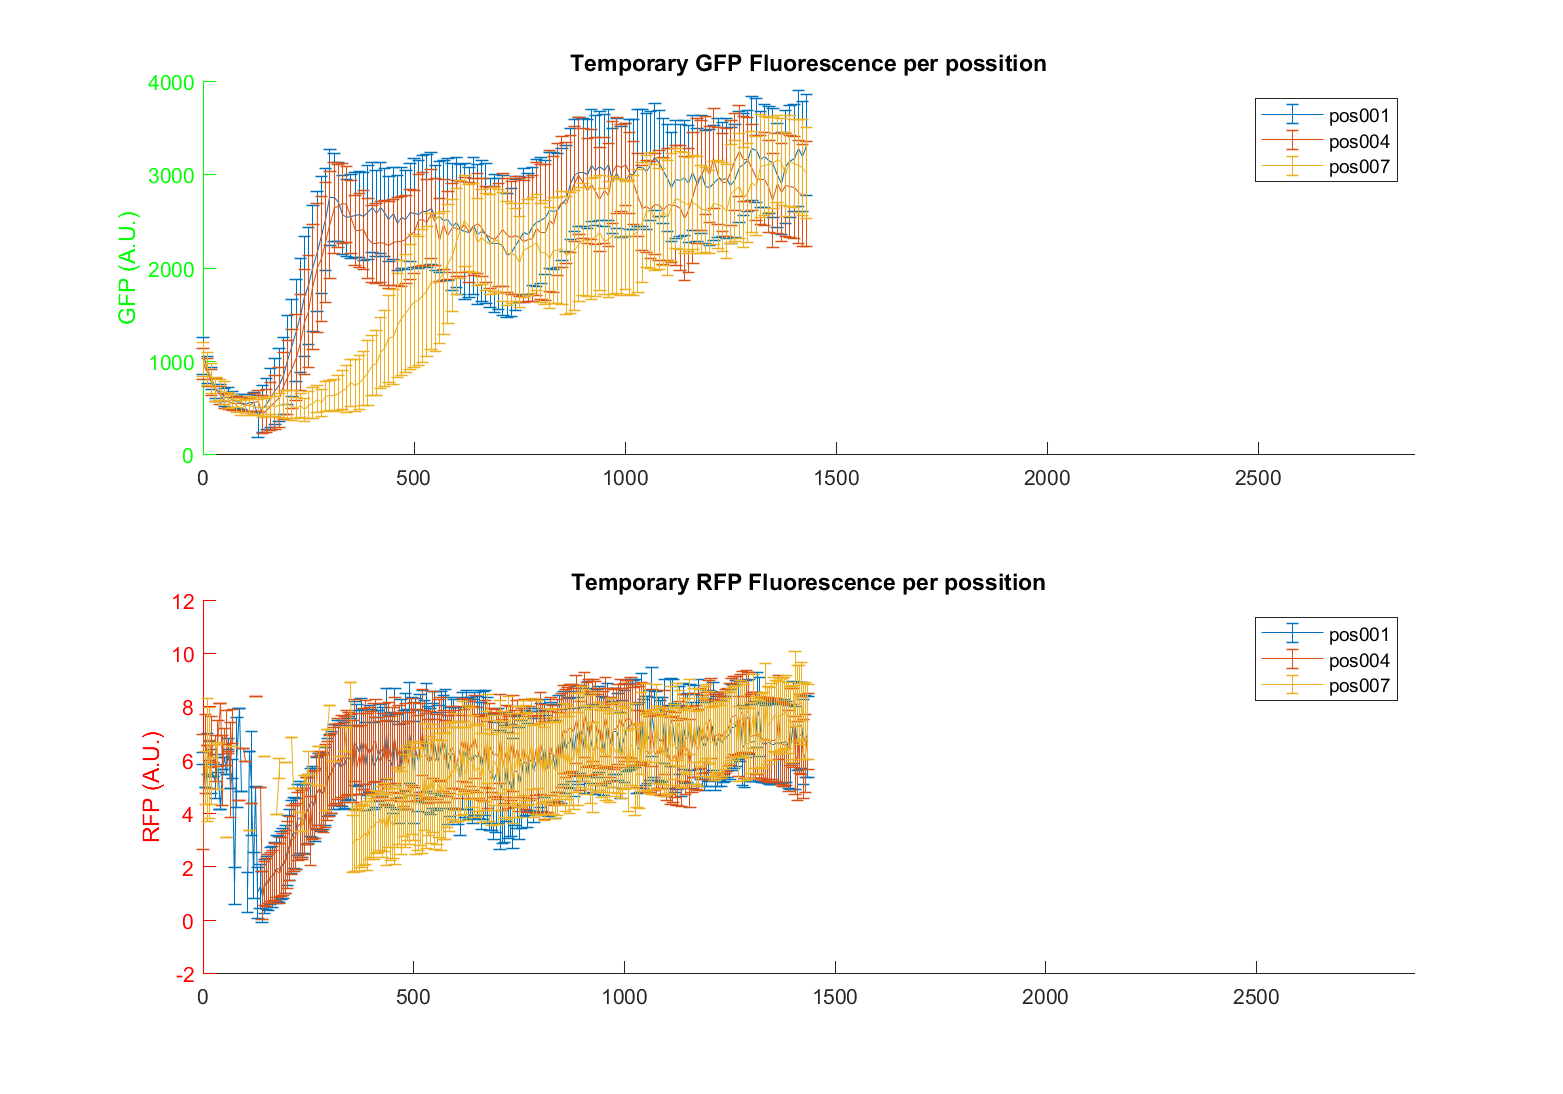 Temporary GFP Fluorescence per possition
4000
3000
2000
1000
0
GFP (A.U.)
0 500 1000 1500 2000 2500
pos001
pos004
pos007
Temporary RFP Fluorescence per possition
12
10
8
6
4
2
0
-2
RFP (A.U.)
0 500 1000 1500 2000 2500
pos001
pos004
pos007